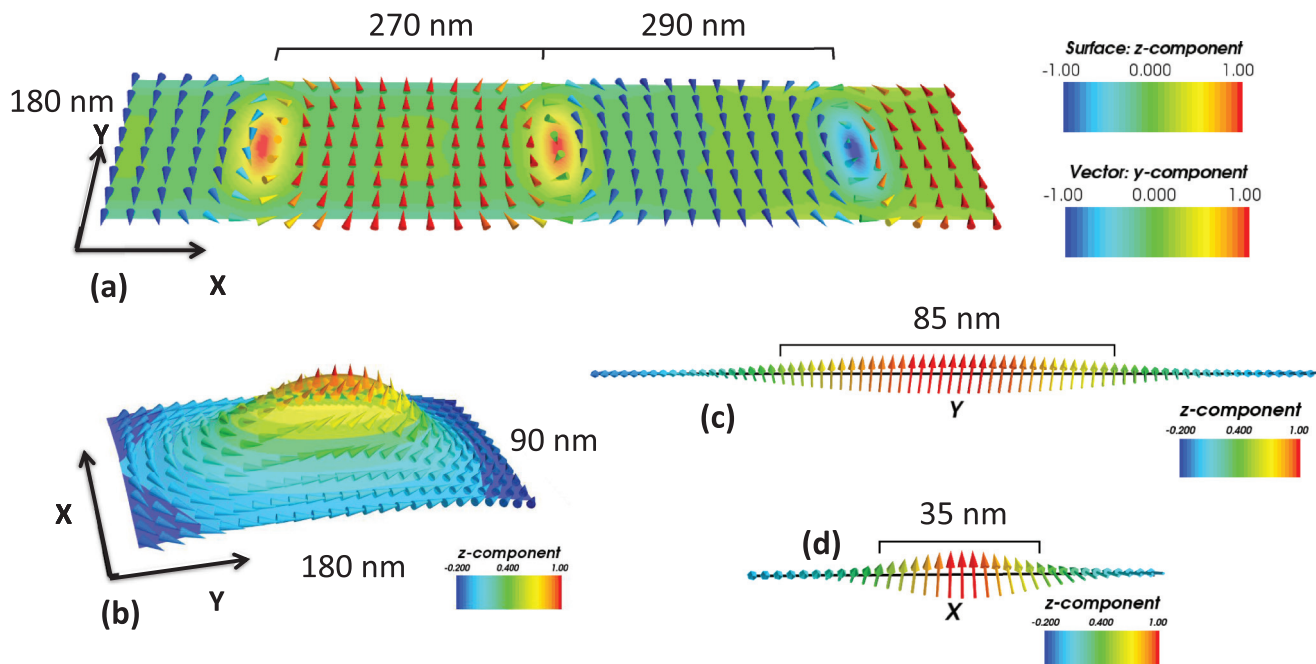 270 nm 290 nm
180 nm
Y
X
(a)
Surface: z-component
-1.00 0.000 1.00
Vector: y-component
-1.00 0.000 1.00
X
Y
180 nm
90 nm
(b)
z-component
-0.200 0.400 1.00
85 nm
Y
(c)
z-component
-0.200 0.400 1.00
(d)
35 nm
X
z-component
-0.200 0.400 1.00